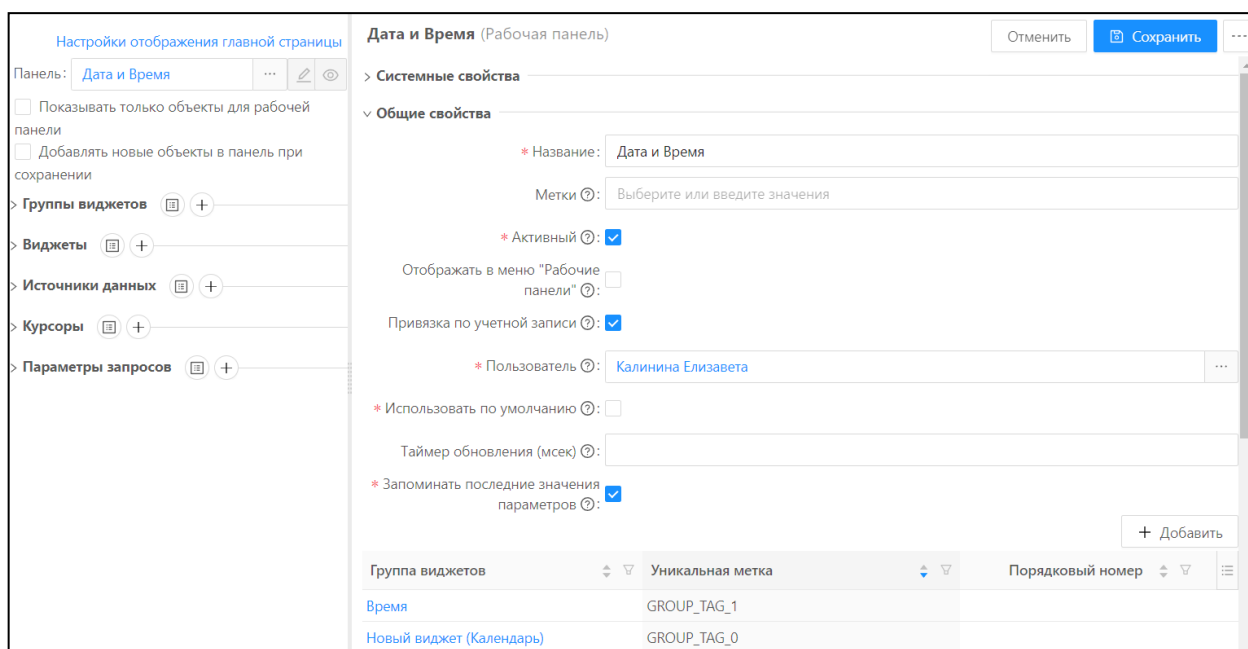 Настройки отображения главной страницы
Панель: Дата и Время
Показывать только объекты для рабочей
панели
Добавлять новые объекты в панель при
сохранении
Группы виджетов
Виджеты
Источники данных
Курсоры
Параметры запросов
Дата и Время (Рабочая панель)
Отменить
Сохранить
Системные свойства
Общие свойства
* Название: Дата и Время
Метки ?: Выберите или введите значения
* Активный ?:
Отображать в меню "Рабочие
панели" ?:
Привязка по учетной записи ?:
* Пользователь ?: Калинина Елизавета
* Использовать по умолчанию ?:
Таймер обновления (мсек) ?:
* Запоминать последние значения
параметров ?:
+ Добавить
Группа виджетов Уникальная метка Порядковый номер
Время GROUP_TAG_1
Новый виджет (Календарь) GROUP_TAG_0